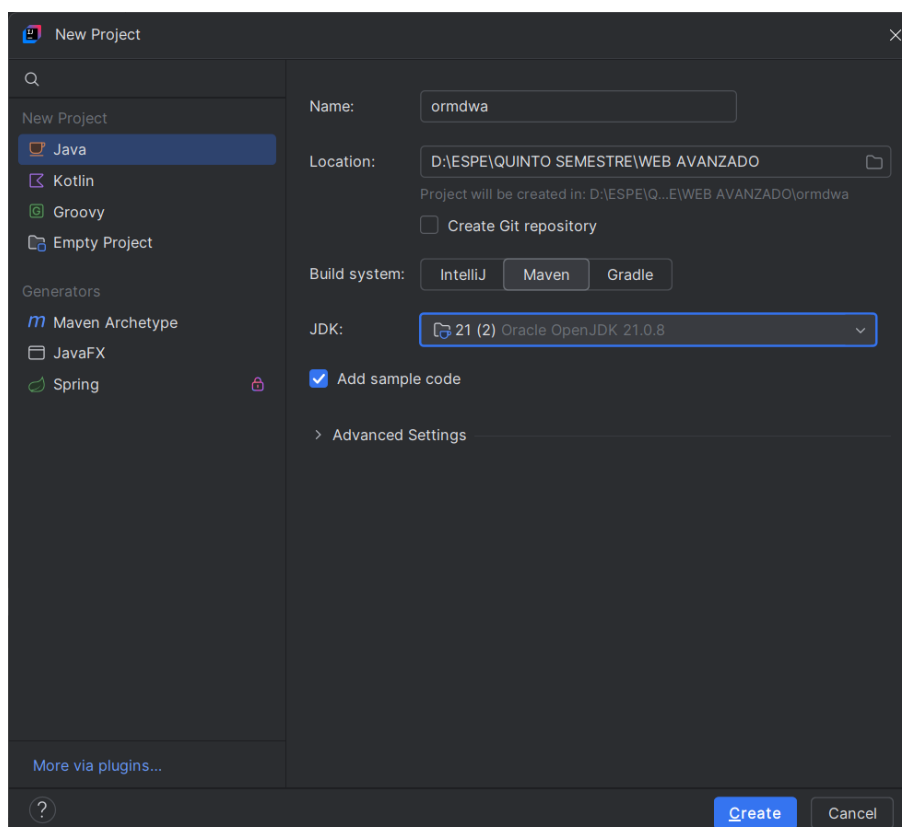 New Project
New Project
Java
Kotlin
Groovy
Empty Project
Generators
Maven Archetype
JavaFX
Spring
More via plugins...
Name: ormdwa
Location: D:\ESPE\QUINTO SEMESTRE\WEB AVANZADO
Project will be created in: D:\ESPE\Q...E\WEB AVANZADO\ormdwa
Create Git repository
Build system: IntelliJ Maven Gradle
JDK: 21 (2) Oracle OpenJDK 21.0.8
Add sample code
Advanced Settings
? Create Cancel